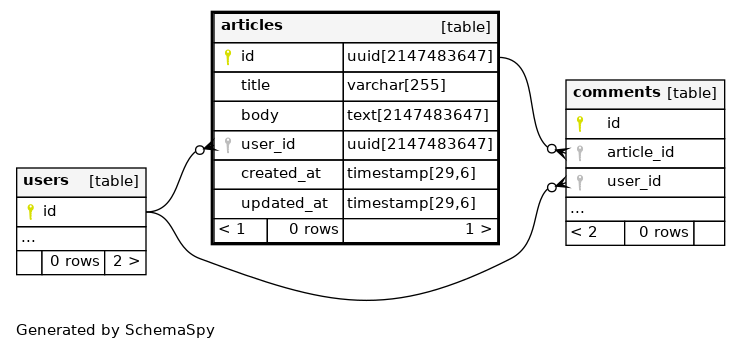 articles [table]
id uuid[2147483647]
title varchar[255]
body text[2147483647]
user_id uuid[2147483647]
created_at timestamp[29,6]
updated_at timestamp[29,6]
< 1 0 rows 1 >
comments [table]
id
article_id
user_id
...
< 2 0 rows
users [table]
id
...
0 rows 2 >
Generated by SchemaSpy